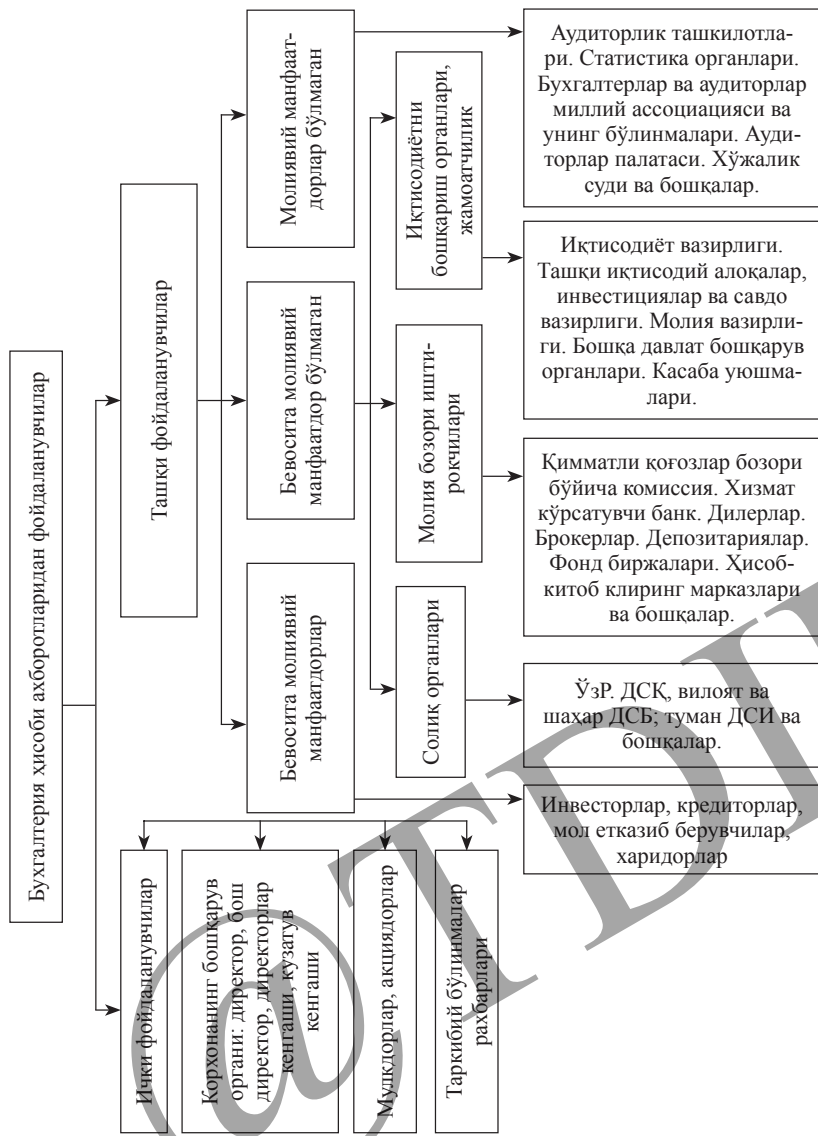 Бухгалтерия ҳисоби ахборотларидан фойдаланувчилар
Ички фойдаланувчилар
Ташқи фойдаланувчилар
Корхонанинг бошқарув
органи: директор, бош
директор, директорлар
кенгаши, кузатув
кенгаши
Мулкдорлар, акциядорлар
Таркибий бўлинмалар
рахбарлари
Бевосита молиявий
манфаатдорлар
Бевосита молиявий
манфаатдор бўлмаган
Молиявий манфаат-
дорлар бўлмаган
Солиқ органлари
Молия бозори ишти-
рокчилари
Иқтисодиётни
бошқариш органлари,
жамоатчилик
Инвесторлар, кредиторлар,
мол етказиб берувчилар,
харидорлар
ЎзР. ДСҚ, вилоят ва
шаҳар ДСБ; туман ДСИ ва
бошқалар.
Қимматли қоғозлар бозори
бўйича комиссия. Хизмат
кўрсатувчи банк. Дилерлар.
Брокерлар. Депозитариялар.
Фонд биржалари. Ҳисоб-
китоб клиринг марказлари
ва бошқалар.
Иқтисодиёт вазирлиги.
Ташқи иқтисодий алоқалар,
инвестициялар ва савдо
вазирлиги. Молия вазирли-
ги. Бошқа давлат бошқарув
органлари. Касаба уюшма-
лари.
Аудиторлик ташкилотла-
ри. Статистика органлари.
Бухгалтерлар ва аудиторлар
миллий ассоциацияси ва
унинг бўлинмалари. Ауди-
торлар палатаси. Хўжалик
суди ва бошқалар.